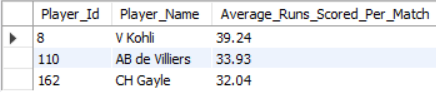 Player_Id Player_Name Average_Runs_Scored_Per_Match
8 V Kohli 39.24
110 AB de Villiers 33.93
162 CH Gayle 32.04